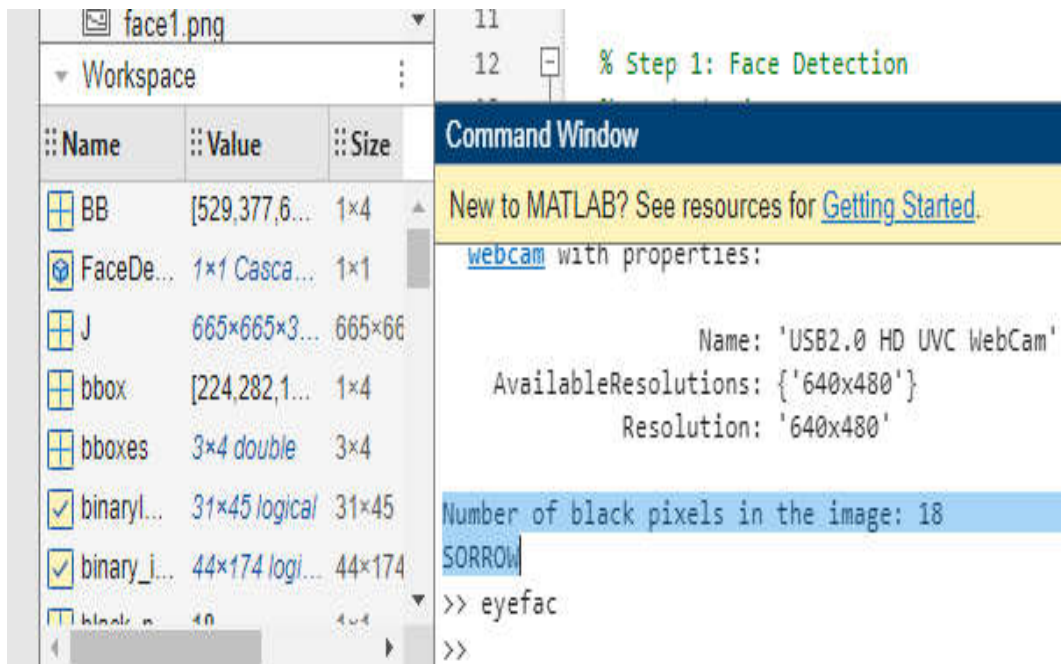 face1.png
Workspace
Name Value Size
BB [529,377,6... 1×4
FaceDe... 1×1 Casca... 1×1
J 665×665×3... 665×66
bbox [224,282,1... 1×4
bboxes 3×4 double 3×4
binaryI... 31×45 logical 31×45
binary_i... 44×174 logi... 44×174
11
12 % Step 1: Face Detection
Command Window
New to MATLAB? See resources for Getting Started.
webcam with properties:
Name: 'USB2.0 HD UVC WebCam'
AvailableResolutions: {'640x480'}
Resolution: '640x480'
Number of black pixels in the image: 18
SORROW
>> eyefac
>>